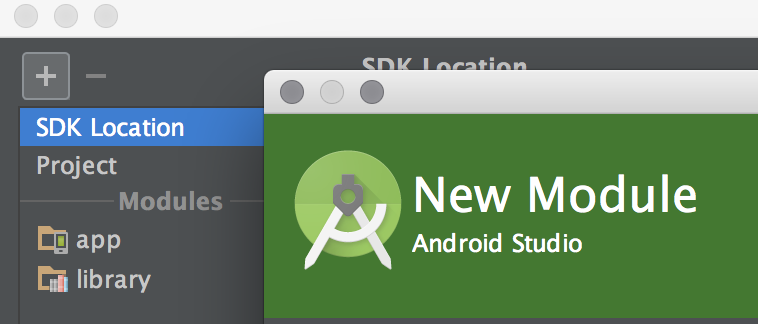 SDK Location
SDK Location
Project
Modules
app
library
New Module
Android Studio